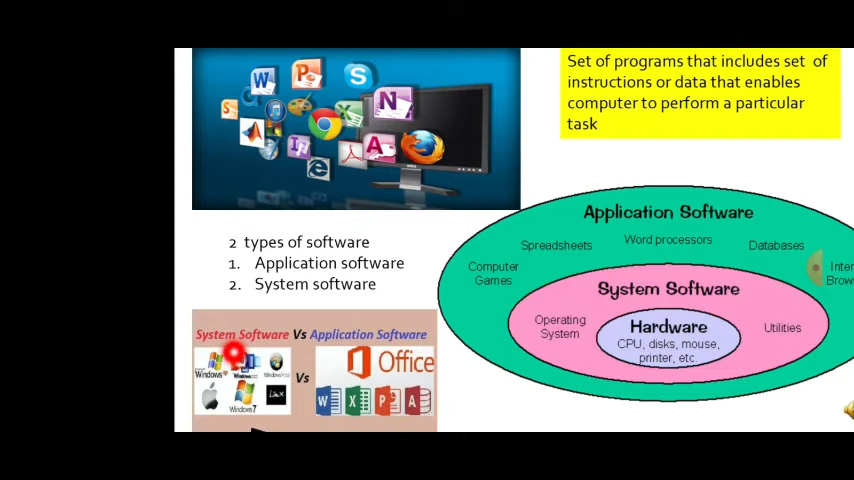 Set of programs that includes set of
instructions or data that enables
computer to perform a particular
task
2 types of software
1. Application software
2. System software
Application Software
Spreadsheets
Word processors
Databases
Computer
Games
Inter
Brow
System Software
Operating
System
Utilities
Hardware
CPU, disks, mouse,
printer, etc.
System Software Vs Application Software
Windows
Windows 7
Vs
Office
W X P A